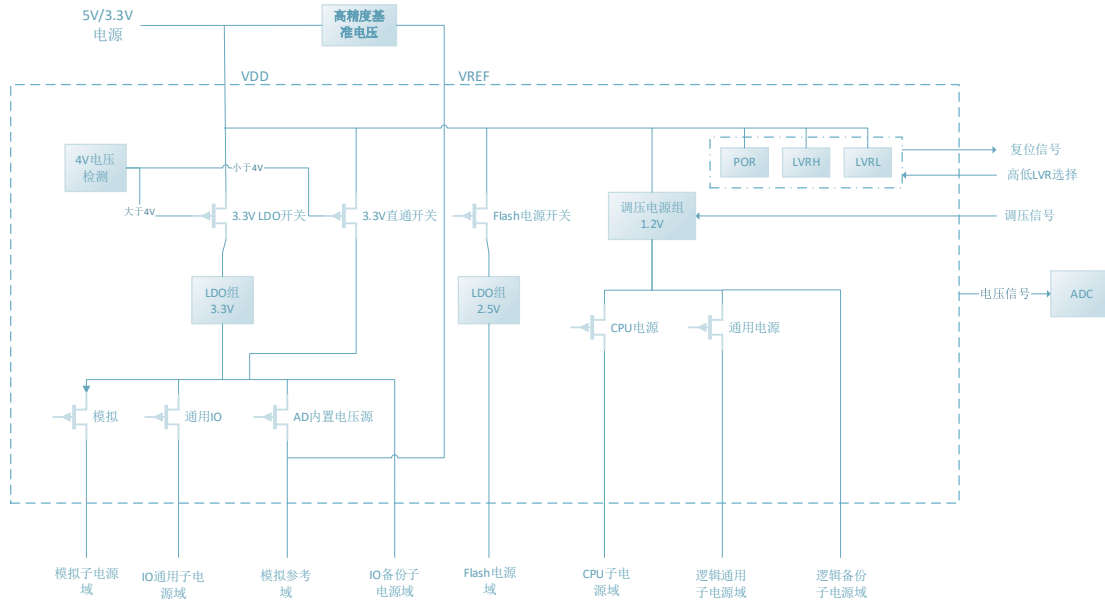 5V/3.3V
电源
高精度基
准电压
VDD
VREF
4V电压
检测
小于4V
大于4V
3.3V LDO开关
3.3V直通开关
Flash电源开关
调压电源组
1.2V
POR
LVRH
LVRL
复位信号
高低LVR选择
调压信号
电压信号
ADC
LDO组
3.3V
LDO组
2.5V
CPU电源
通用电源
模拟
通用IO
AD内置电压源
模拟子电源
域
IO通用子电
源域
模拟参考
域
IO备份子
电源域
Flash电源
域
CPU子电
源域
逻辑通用
子电源域
逻辑备份
子电源域